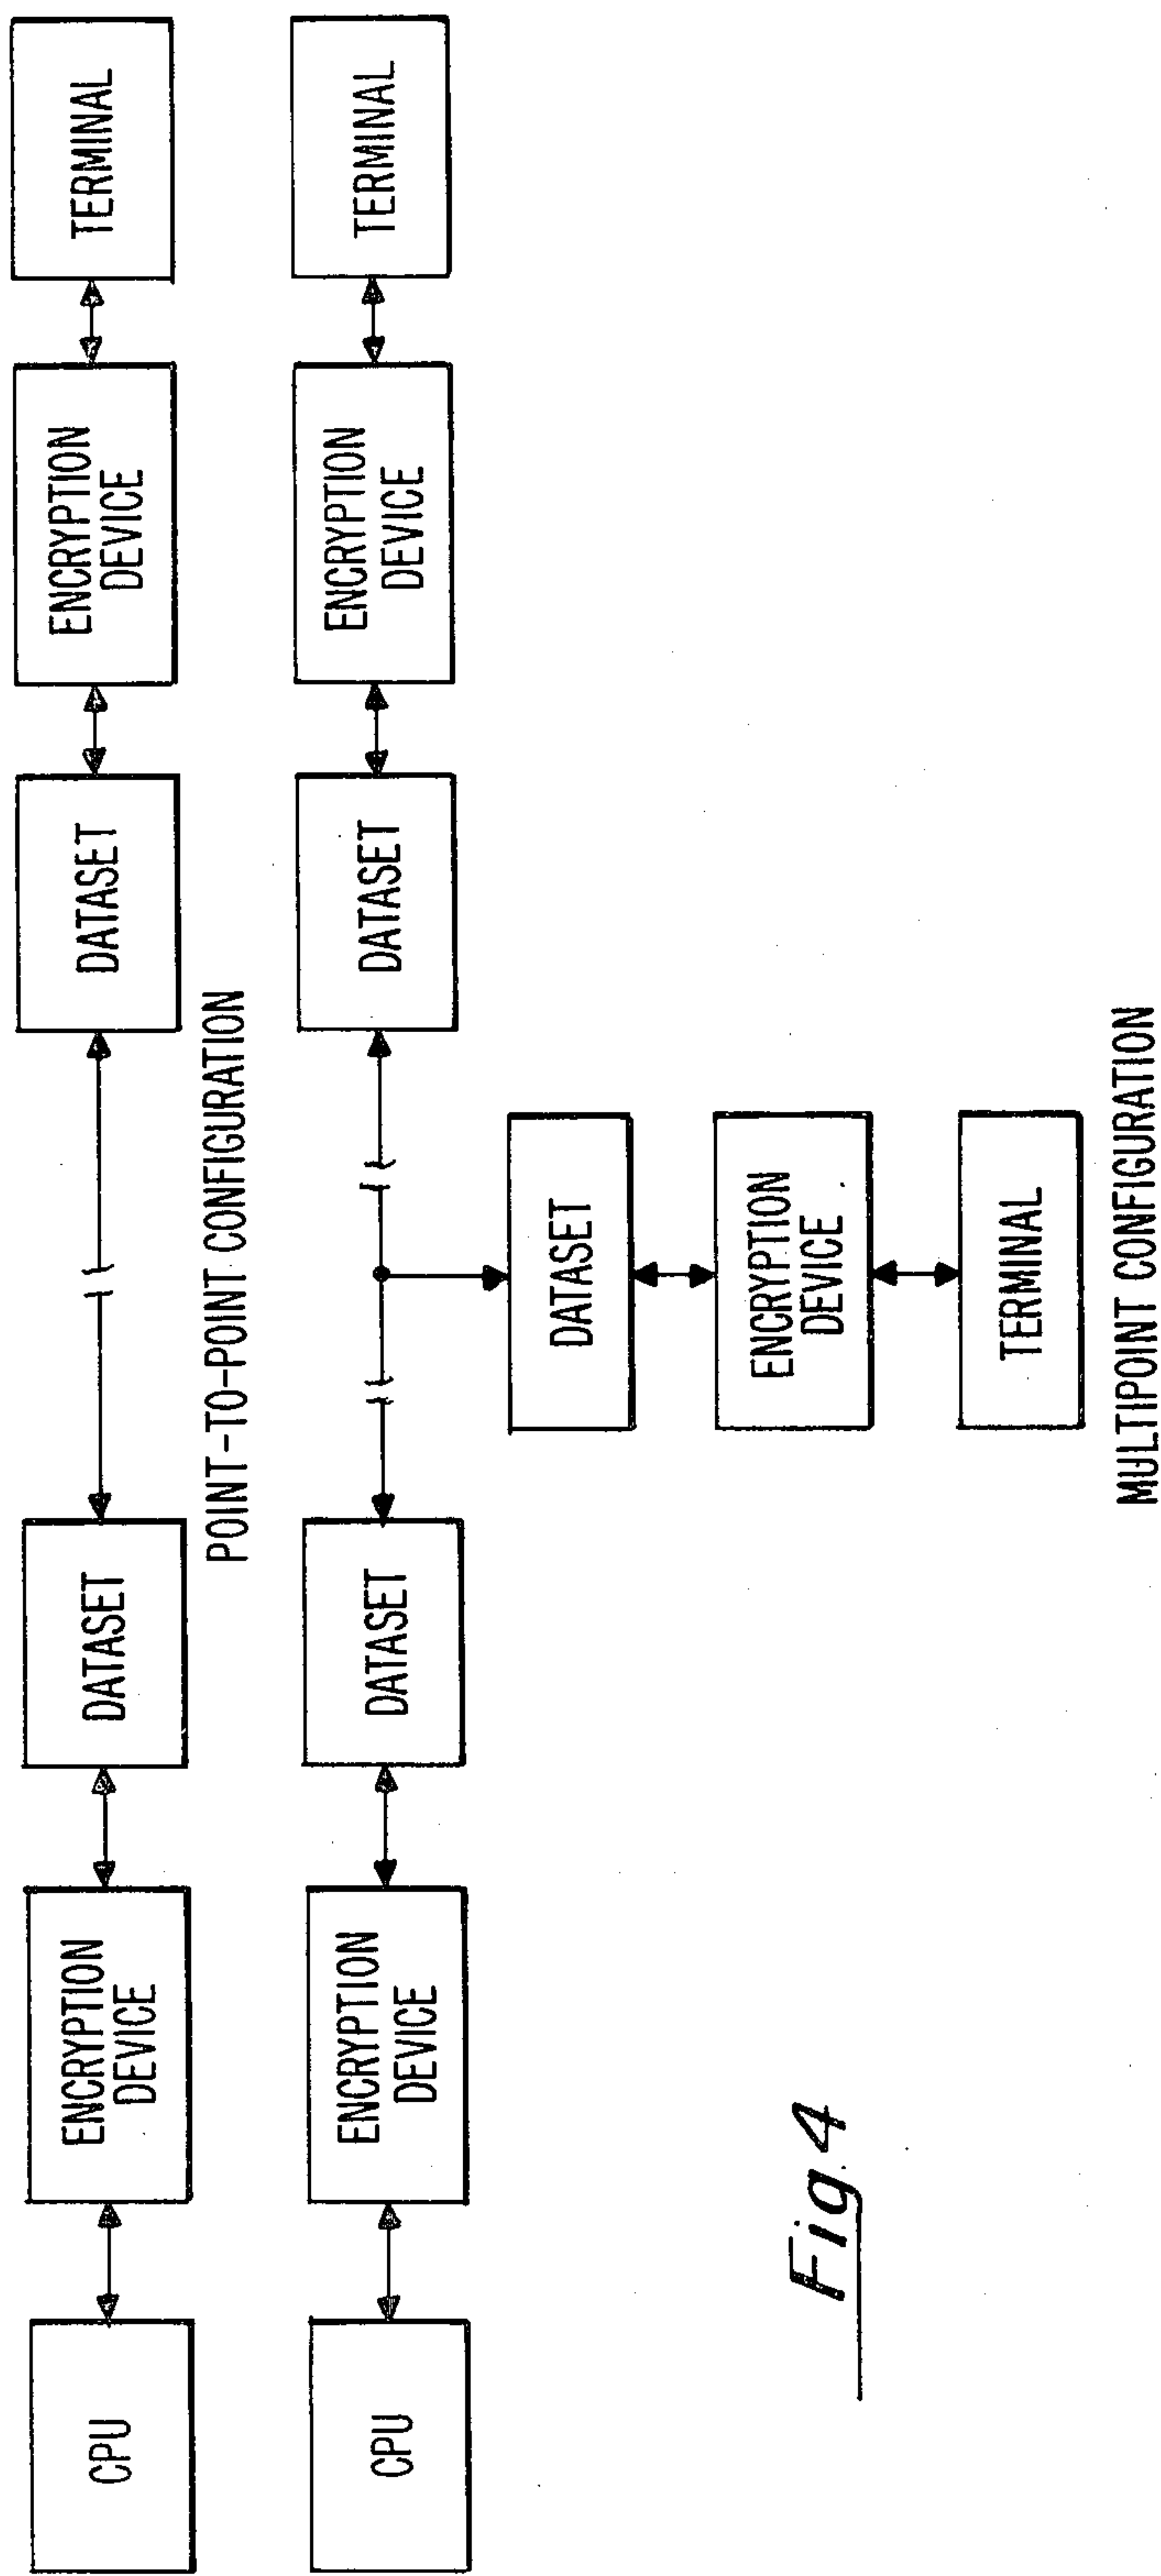 CPU
ENCRYPTION
DEVICE
DATASET
DATASET
ENCRYPTION
DEVICE
TERMINAL
POINT-TO-POINT CONFIGURATION
CPU
ENCRYPTION
DEVICE
DATASET
DATASET
ENCRYPTION
DEVICE
TERMINAL
DATASET
ENCRYPTION
DEVICE
TERMINAL
MULTIPOINT CONFIGURATION
Fig. 4